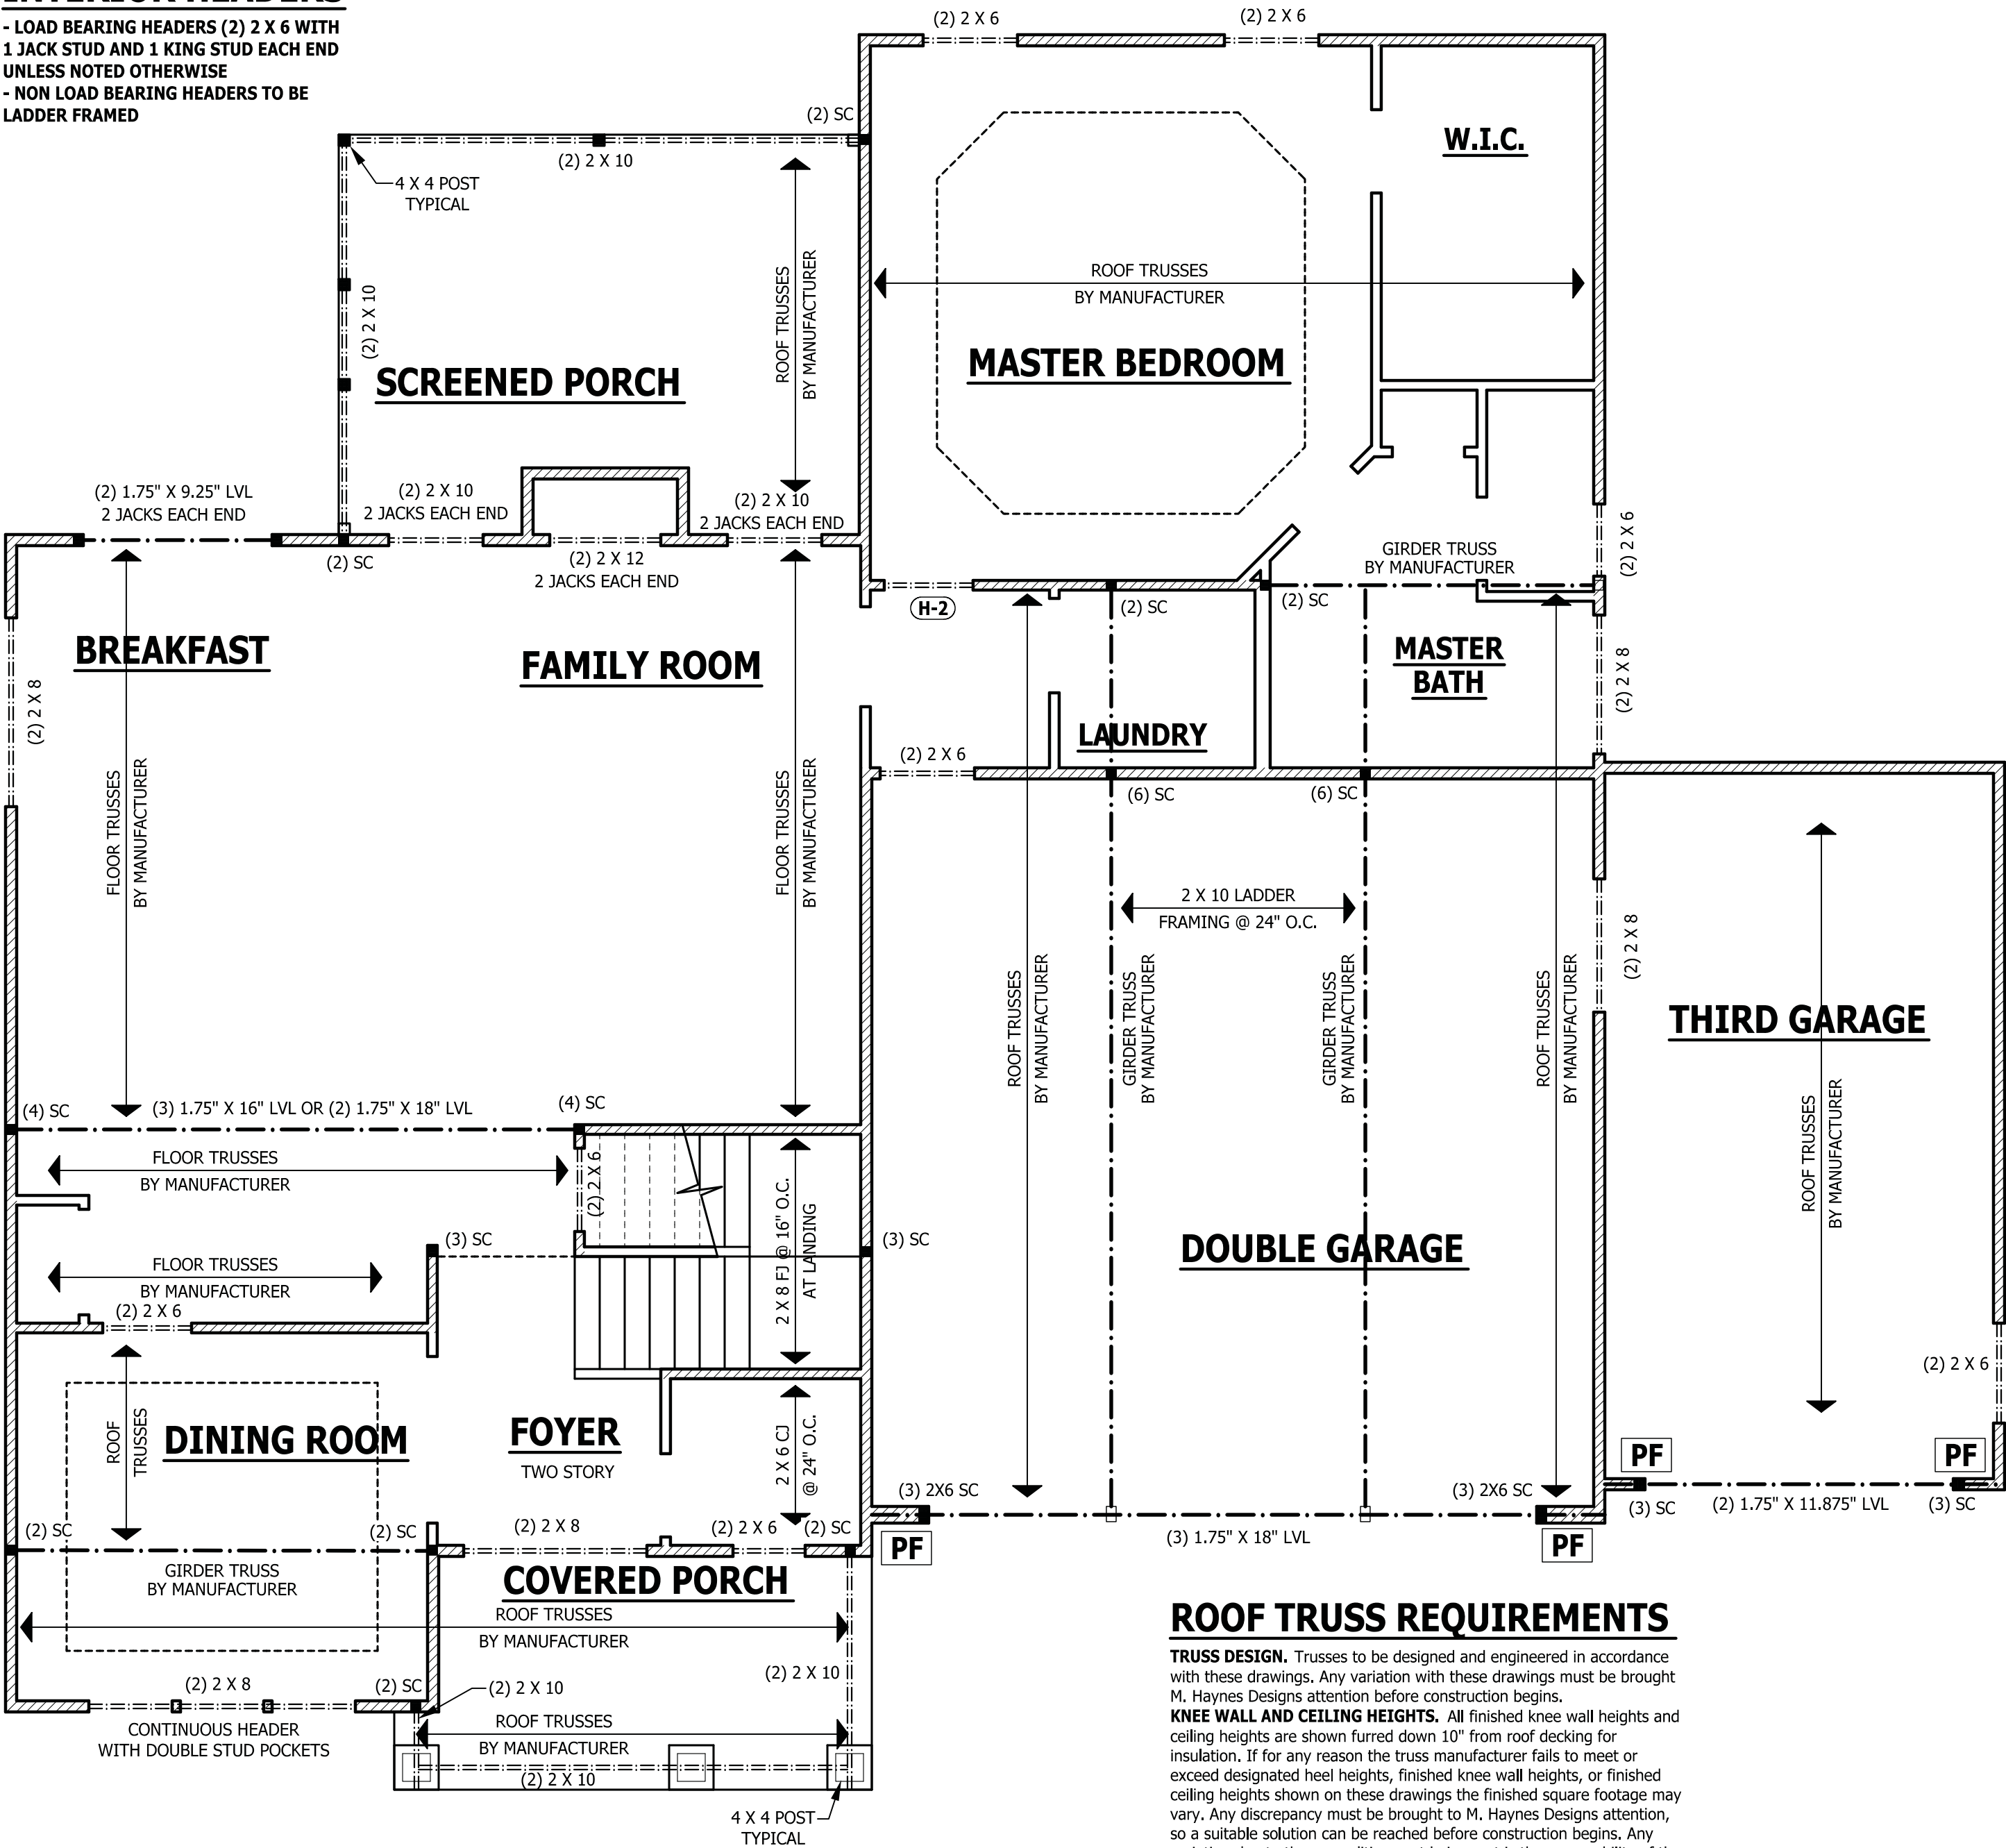 - LOAD BEARING HEADERS (2) 2 X 6 WITH
1 JACK STUD AND 1 KING STUD EACH END
UNLESS NOTED OTHERWISE
- NON LOAD BEARING HEADERS TO BE
LADDER FRAMED
(2) 2 X 6
(2) 2 X 6
(2) SC
(2) 2 X 10
4 X 4 POST
TYPICAL
W.I.C.
ROOF TRUSSES
BY MANUFACTURER
(2) 2 X 10
ROOF TRUSSES
BY MANUFACTURER
SCREENED PORCH
MASTER BEDROOM
(2) 1.75" X 9.25" LVL
2 JACKS EACH END
(2) 2 X 10
2 JACKS EACH END
(2) 2 X 10
2 JACKS EACH END
(2) SC
(2) 2 X 12
2 JACKS EACH END
GIRDER TRUSS
BY MANUFACTURER
(2) 2 X 6
H-2
(2) SC
(2) SC
BREAKFAST
FAMILY ROOM
MASTER
BATH
(2) 2 X 8
(2) 2 X 8
LAUNDRY
(2) 2 X 6
(6) SC
(6) SC
FLOOR TRUSSES
BY MANUFACTURER
FLOOR TRUSSES
BY MANUFACTURER
2 X 10 LADDER
FRAMING @ 24" O.C.
(2) 2 X 8
ROOF TRUSSES
BY MANUFACTURER
GIRDER TRUSS
BY MANUFACTURER
GIRDER TRUSS
BY MANUFACTURER
ROOF TRUSSES
BY MANUFACTURER
THIRD GARAGE
ROOF TRUSSES
BY MANUFACTURER
(4) SC
(3) 1.75" X 16" LVL OR (2) 1.75" X 18" LVL
(4) SC
FLOOR TRUSSES
BY MANUFACTURER
(2) 2 X 6
2 X 8 FJ @ 16" O.C.
AT LANDING
(3) SC
(3) SC
DOUBLE GARAGE
FLOOR TRUSSES
BY MANUFACTURER
(2) 2 X 6
(2) 2 X 6
ROOF
TRUSSES
DINING ROOM
FOYER
TWO STORY
2 X 6 CJ
@ 24" O.C.
PF
PF
(3) 2X6 SC
(3) 2X6 SC
(3) SC
(2) 1.75" X 11.875" LVL
(3) SC
(2) SC
(2) SC
(2) 2 X 8
(2) 2 X 6
(2) SC
PF
(3) 1.75" X 18" LVL
PF
GIRDER TRUSS
BY MANUFACTURER
COVERED PORCH
ROOF TRUSSES
BY MANUFACTURER
(2) 2 X 10
(2) 2 X 8
(2) SC
(2) 2 X 10
CONTINUOUS HEADER
WITH DOUBLE STUD POCKETS
ROOF TRUSSES
BY MANUFACTURER
(2) 2 X 10
4 X 4 POST
TYPICAL
ROOF TRUSS REQUIREMENTS
TRUSS DESIGN. Trusses to be designed and engineered in accordance
with these drawings. Any variation with these drawings must be brought
M. Haynes Designs attention before construction begins.
KNEE WALL AND CEILING HEIGHTS. All finished knee wall heights and
ceiling heights are shown furred down 10" from roof decking for
insulation. If for any reason the truss manufacturer fails to meet or
exceed designated heel heights, finished knee wall heights, or finished
ceiling heights shown on these drawings the finished square footage may
vary. Any discrepancy must be brought to M. Haynes Designs attention,
so a suitable solution can be reached before construction begins. Any